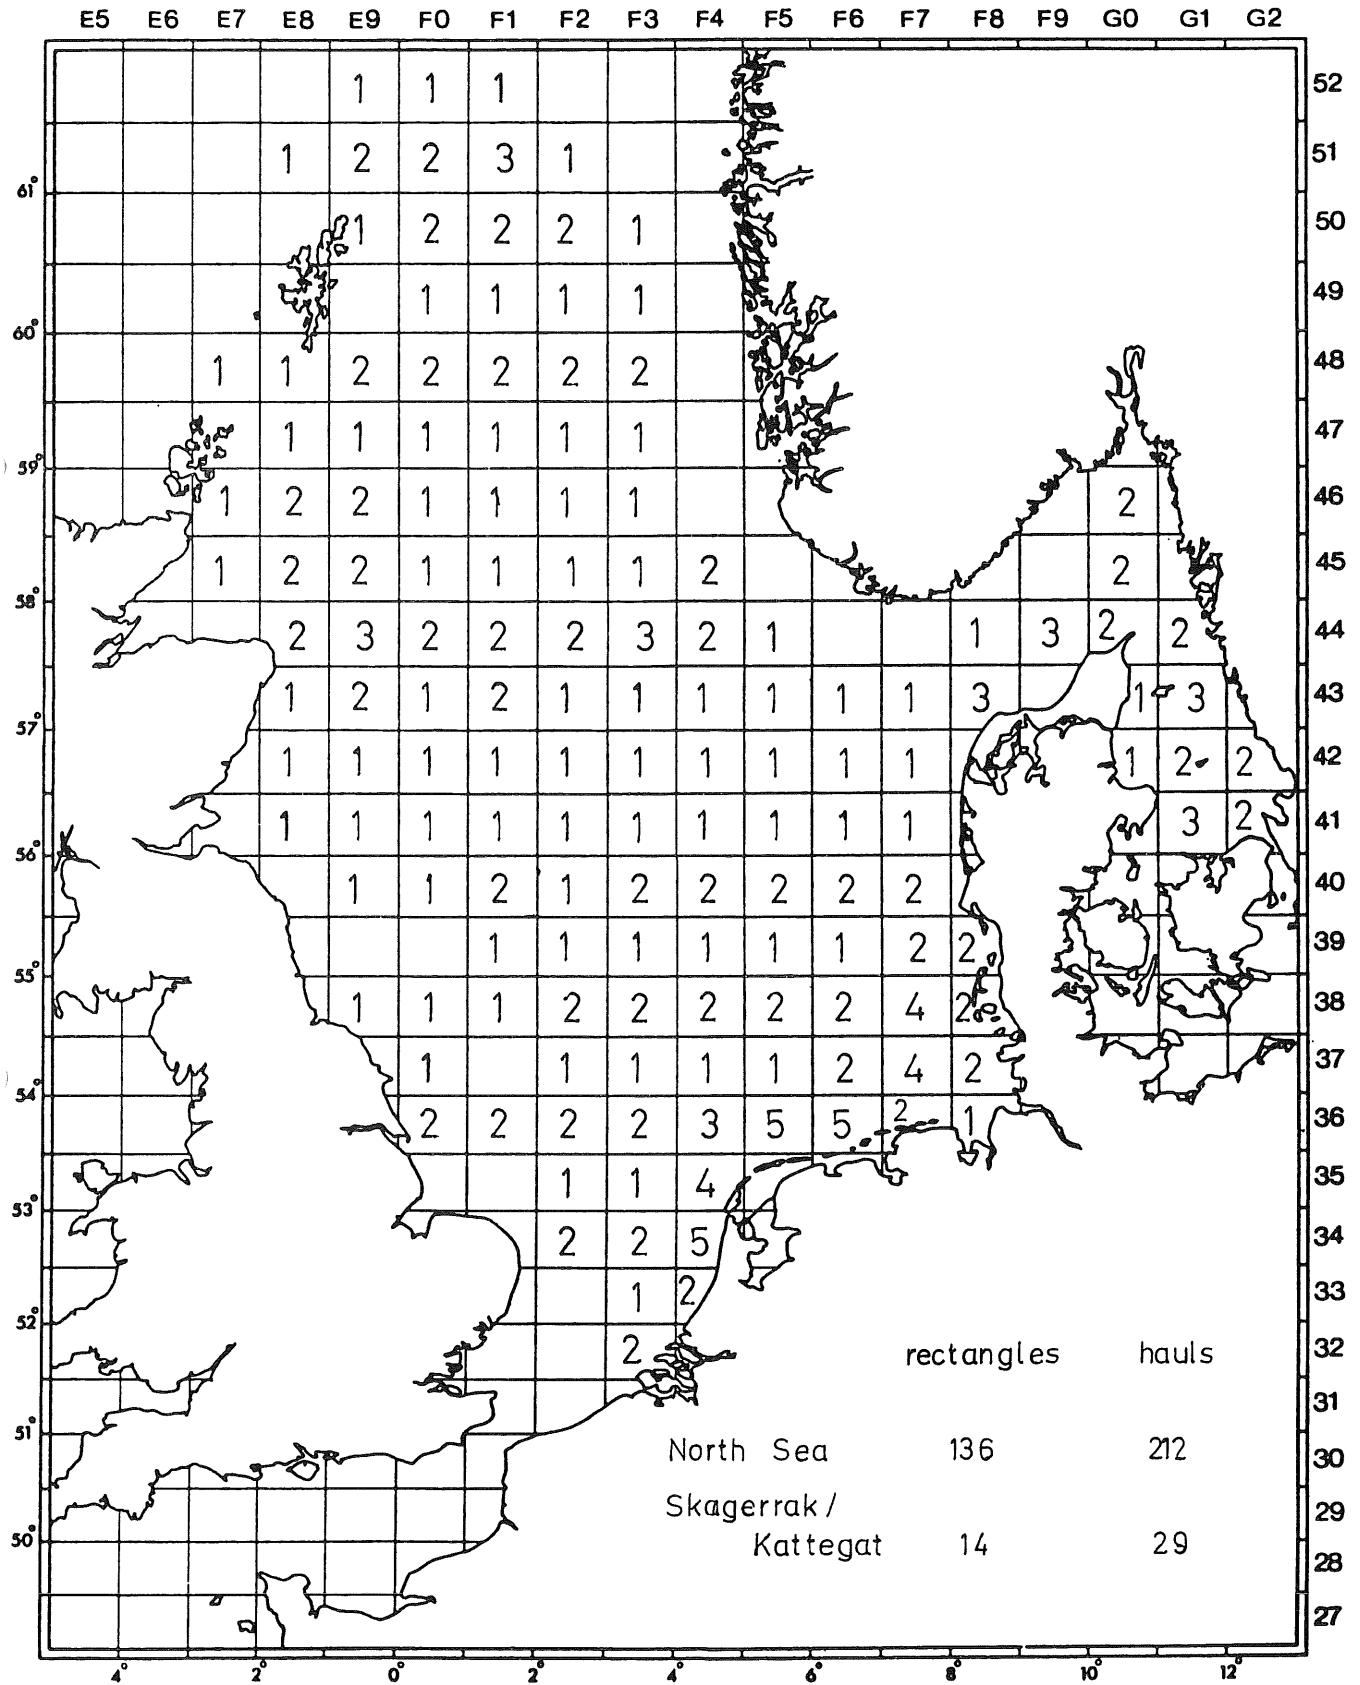 E5 E6 E7 E8 E9 F0 F1 F2 F3 F4 F5 F6 F7 F8 F9 G0 G1 G2
1 1 1 52
1 2 2 3 1 51
61°
1 2 2 2 1 50
1 1 1 1 49
60°
1 1 2 2 2 2 2 48
1 1 1 1 1 1 47
59°
1 2 2 1 1 1 1 2 46
1 2 2 1 1 1 1 2 2 45
58°
2 3 2 2 2 3 2 1 1 3 2 2 44
1 2 1 2 1 1 1 1 1 1 3 1 3 43
57°
1 1 1 1 1 1 1 1 1 1 1 2 2 42
1 1 1 1 1 1 1 1 1 1 3 2 41
56°
1 1 2 1 2 2 2 2 2 40
1 1 1 1 1 1 2 2 39
55°
1 1 1 2 2 2 2 2 4 2 38
1 1 1 1 1 2 4 2 37
54°
2 2 2 2 3 5 5 2 1 36
1 1 4 35
53°
2 2 5 34
1 2 33
52°
2 32
rectangles hauls
31
51°
North Sea 136 212 30
Skagerrak/ 29
50°
Kattegat 14 29 28
27
4° 2° 0° 2° 4° 6° 8° 10° 12°